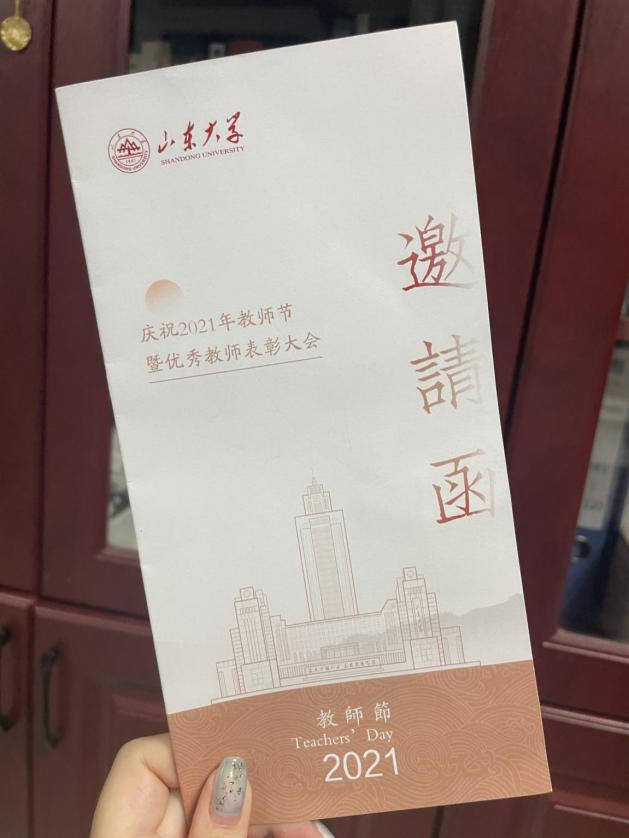 山东大学
SHANDONG UNIVERSITY
邀請函
庆祝2021年教师节
暨优秀教师表彰大会
教師節
Teachers' Day
2021